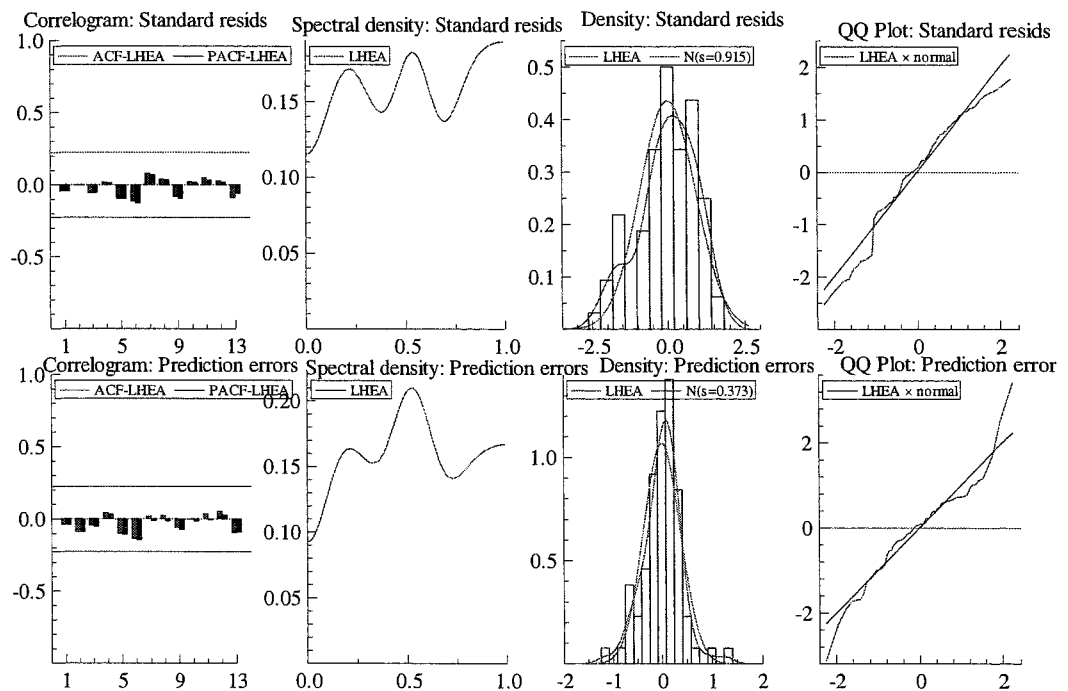 Correlogram: Standard resids
1.0
ACF-LHEA PACF-LHEA
0.5
0.0
-0.5
1 5 9 13
Spectral density: Standard resids
LHEA
0.15
0.10
0.05
0.0 0.5 1.0
Density: Standard resids
0.5
LHEA N(s=0.915)
0.4
0.3
0.2
0.1
-2.5 0 2.5
QQ Plot: Standard resids
LHEA × normal
2
1
0
-1
-2
-2 0 2
Correlogram: Prediction errors
1.0
ACF-LHEA PACF-LHEA
0.5
0.0
-0.5
1 5 9 13
Spectral density: Prediction errors
LHEA
0.20
0.15
0.10
0.05
0.0 0.5 1.0
Density: Prediction errors
LHEA N(s=0.373)
1.0
0.5
-2 -1 0 1 2
QQ Plot: Prediction error
LHEA × normal
2
0
-2
-2 0 2